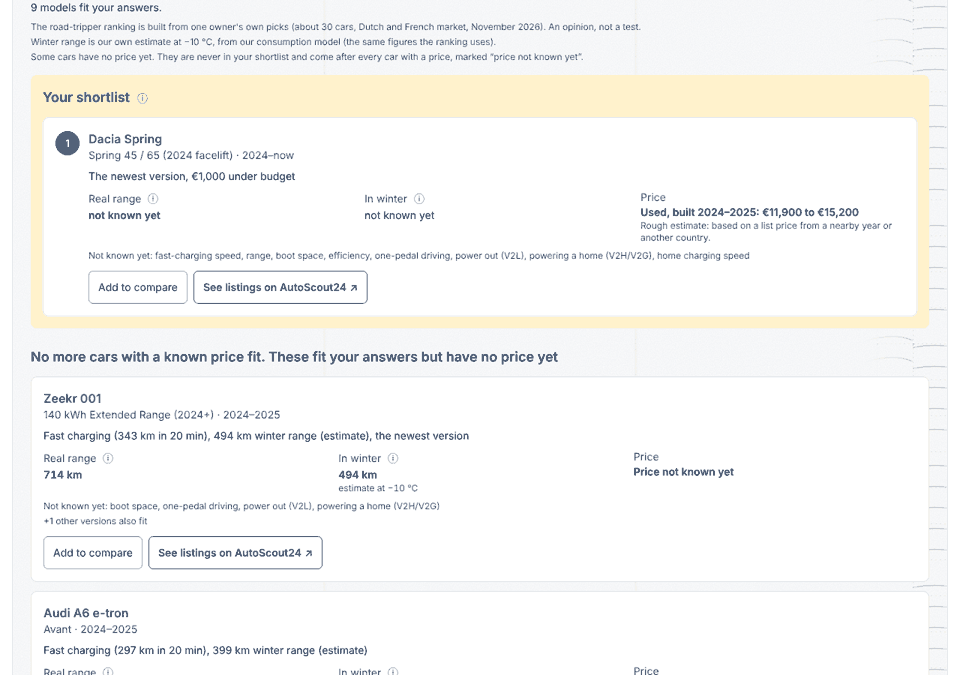 9 models fit your answers.
The road-tripper ranking is built from one owner's own picks (about 30 cars, Dutch and French market, November 2026). An opinion, not a test.
Winter range is our own estimate at −10 °C, from our consumption model (the same figures the ranking uses).
Some cars have no price yet. They are never in your shortlist and come after every car with a price, marked “price not known yet”.
Your shortlist ⓘ
1
Dacia Spring
Spring 45 / 65 (2024 facelift) · 2024–now
The newest version, €1,000 under budget
Real range ⓘ
not known yet
In winter ⓘ
not known yet
Price
Used, built 2024–2025: €11,900 to €15,200
Rough estimate: based on a list price from a nearby year or
another country.
Not known yet: fast-charging speed, range, boot space, efficiency, one-pedal driving, power out (V2L), powering a home (V2H/V2G), home charging speed
Add to compare
See listings on AutoScout24 ↗
No more cars with a known price fit. These fit your answers but have no price yet
Zeekr 001
140 kWh Extended Range (2024+) · 2024–2025
Fast charging (343 km in 20 min), 494 km winter range (estimate), the newest version
Real range ⓘ
714 km
In winter ⓘ
494 km
estimate at −10 °C
Price
Price not known yet
Not known yet: boot space, one-pedal driving, power out (V2L), powering a home (V2H/V2G)
+1 other versions also fit
Add to compare
See listings on AutoScout24 ↗
Audi A6 e-tron
Avant · 2024–2025
Fast charging (297 km in 20 min), 399 km winter range (estimate)
Real range ⓘ
In winter ⓘ
Price